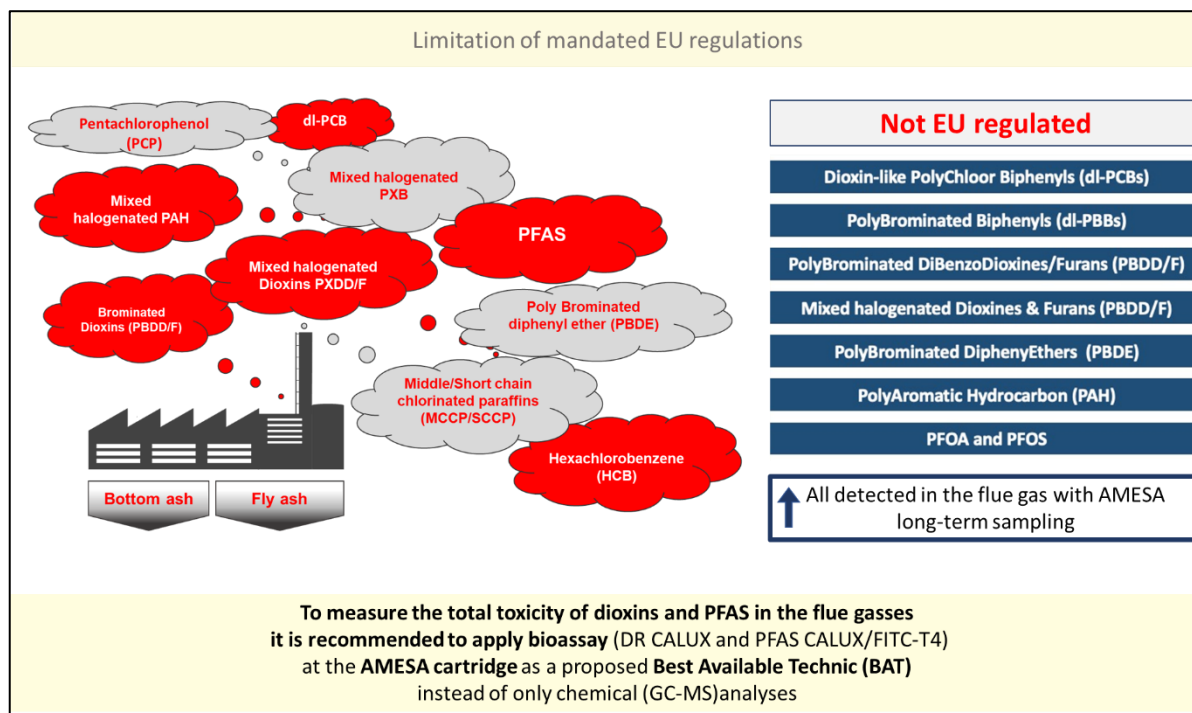 Limitation of mandated EU regulations
Pentachlorophenol
(PCP)
dl-PCB
Mixed halogenated
PXB
Mixed
halogenated PAH
PFAS
Mixed halogenated
Dioxins PXDD/F
Brominated
Dioxins (PBDD/F)
Poly Brominated
diphenyl ether (PBDE)
Middle/Short chain
chlorinated paraffins
(MCCP/SCCP)
Hexachlorobenzene
(HCB)
Bottom ash
Fly ash
Not EU regulated
Dioxin-like PolyChloor Biphenyls (dl-PCBs)
PolyBrominated Biphenyls (dl-PBBs)
PolyBrominated DiBenzoDioxines/Furans (PBDD/F)
Mixed halogenated Dioxines & Furans (PBDD/F)
PolyBrominated DiphenyEthers (PBDE)
PolyAromatic Hydrocarbon (PAH)
PFOA and PFOS
All detected in the flue gas with AMESA
long-term sampling
To measure the total toxicity of dioxins and PFAS in the flue gasses
it is recommended to apply bioassay (DR CALUX and PFAS CALUX/FITC-T4)
at the AMESA cartridge as a proposed Best Available Technic (BAT)
instead of only chemical (GC-MS)analyses